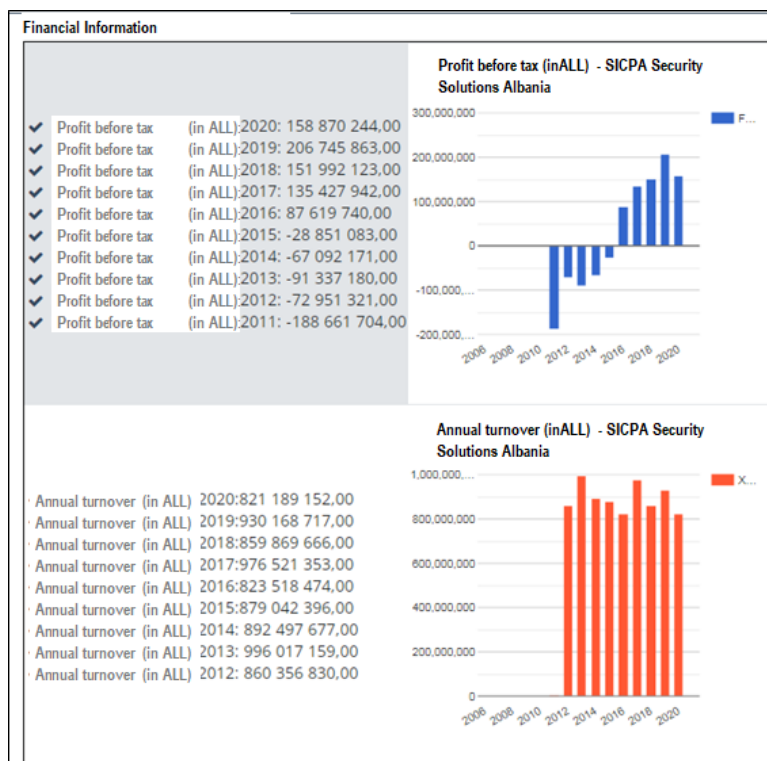 Financial Information
Profit before tax (in ALL):2020: 158 870 244,00
Profit before tax (in ALL):2019: 206 745 863,00
Profit before tax (in ALL):2018: 151 992 123,00
Profit before tax (in ALL):2017: 135 427 942,00
Profit before tax (in ALL):2016: 87 619 740,00
Profit before tax (in ALL):2015: -28 851 083,00
Profit before tax (in ALL):2014: -67 092 171,00
Profit before tax (in ALL):2013: -91 337 180,00
Profit before tax (in ALL):2012: -72 951 321,00
Profit before tax (in ALL):2011: -188 661 704,00
Profit before tax (inALL) - SICPA Security
Solutions Albania
300,000,000
200,000,000
100,000,000
0
-100,000,...
-200,000,...
2006
2008
2010
2012
2014
2016
2018
2020
F...
Annual turnover (in ALL) 2020:821 189 152,00
Annual turnover (in ALL) 2019:930 168 717,00
Annual turnover (in ALL) 2018:859 869 666,00
Annual turnover (in ALL) 2017:976 521 353,00
Annual turnover (in ALL) 2016:823 518 474,00
Annual turnover (in ALL) 2015:879 042 396,00
Annual turnover (in ALL) 2014: 892 497 677,00
Annual turnover (in ALL) 2013: 996 017 159,00
Annual turnover (in ALL) 2012: 860 356 830,00
Annual turnover (inALL) - SICPA Security
Solutions Albania
1,000,000,...
800,000,000
600,000,000
400,000,000
200,000,000
0
2006
2008
2010
2012
2014
2016
2018
2020
X...